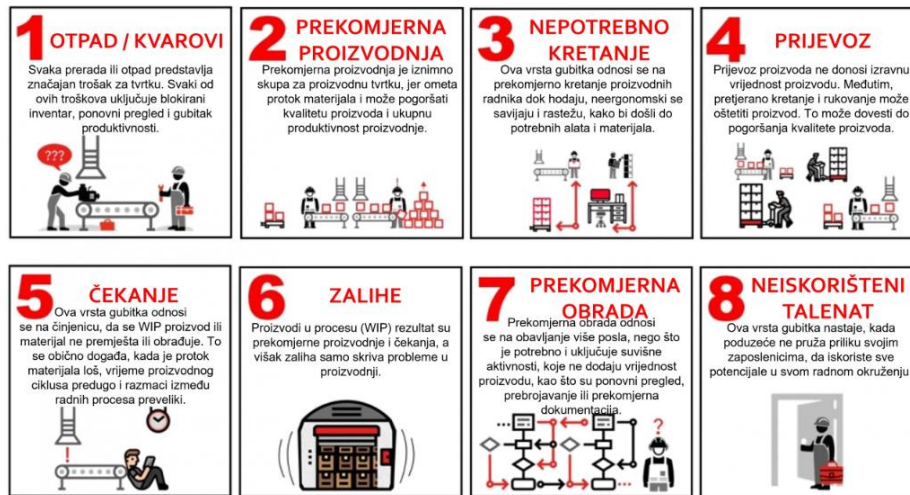 1 OTPAD / KVAROVI
Svaka prerada ili otpad predstavlja
značajan trošak za tvrtku. Svaki od
ovih troškova uključuje blokirani
inventar, ponovni pregled i gubitak
produktivnosti.
???
2 PREKOMJERNA
PROIZVODNJA
Prekomjerna proizvodnja je iznimno
skupa za proizvodnu tvrtku, jer ometa
protok materijala i može pogoršati
kvalitetu proizvoda i ukupnu
produktivnost proizvodnje.
3 NEPOTREBNO
KRETANJE
Ova vrsta gubitka odnosi se na
prekomjerno kretanje proizvodnih
radnika dok hodaju, neergonomski se
savijaju i rastežu, kako bi došli do
potrebnih alata i materijala.
4 PRIJEVOZ
Prijevoz proizvoda ne donosi izravnu
vrijednost proizvodu. Međutim,
pretjerano kretanje i rukovanje može
oštetiti proizvod. To može dovesti do
pogoršanja kvalitete proizvoda.
5 ČEKANJE
Ova vrsta gubitka odnosi
se na činjenicu, da se WIP proizvod ili
materijal ne premješta ili obrađuje. To
se obično događa, kada je protok
materijala loš, vrijeme proizvodnog
ciklusa predugo i razmaci između
radnih procesa preveliki.
!
6 ZALIHE
Proizvodi u procesu (WIP) rezultat su
prekomjerne proizvodnje i čekanja, a
višak zaliha samo skriva probleme u
proizvodnji.
7 PREKOMJERNA
OBRADA
Prekomjerna obrada odnosi
se na obavljanje više posla, nego što
je potrebno i uključuje suvišne
aktivnosti, koje ne dodaju vrijednost
proizvodu, kao što su ponovni pregled,
prebrojavanje ili prekomjerna
dokumentacija.
?
8 NEISKORIŠTENI
TALENAT
Ova vrsta gubitka nastaje, kada
poduzeće ne pruža priliku svojim
zaposlenicima, da iskoriste sve
potencijale u svom radnom okruženju.